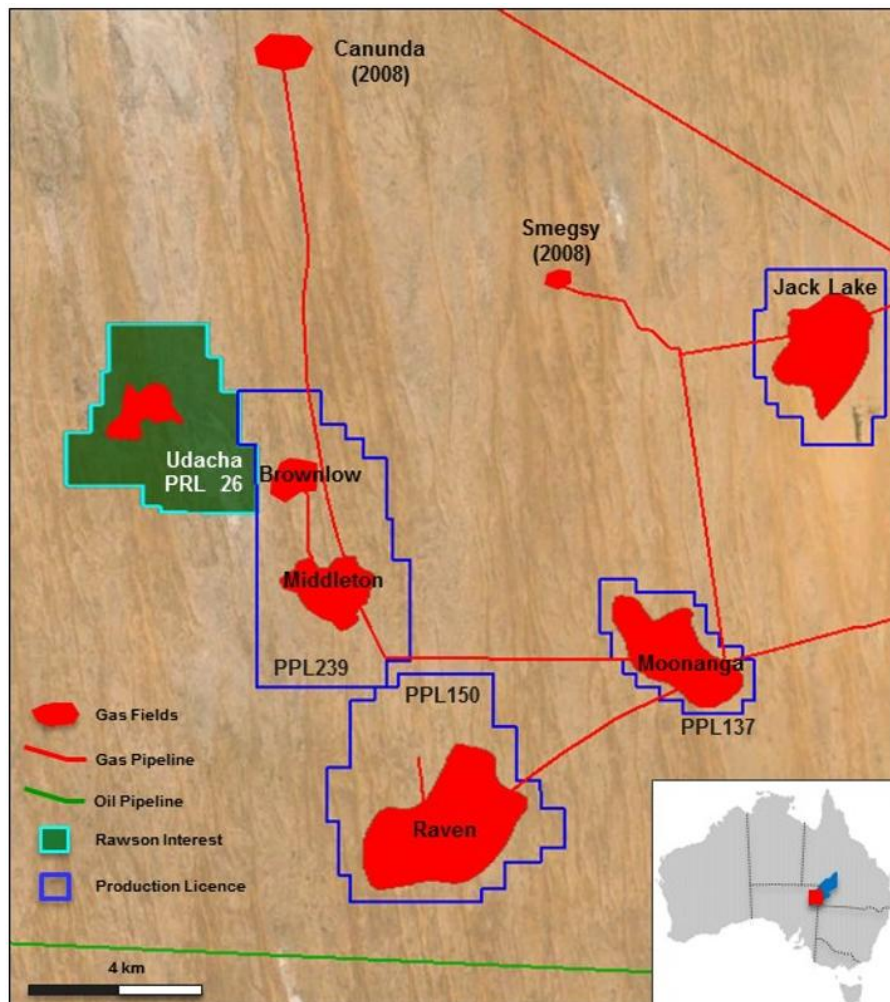 Canunda
(2008)
Smegsy
(2008)
Jack Lake
Udacha
PRL 26
Brownlow
Middleton
Moonanga
PPL239
PPL150
PPL137
Raven
Gas Fields
Gas Pipeline
Oil Pipeline
Rawson Interest
Production Licence
4 km